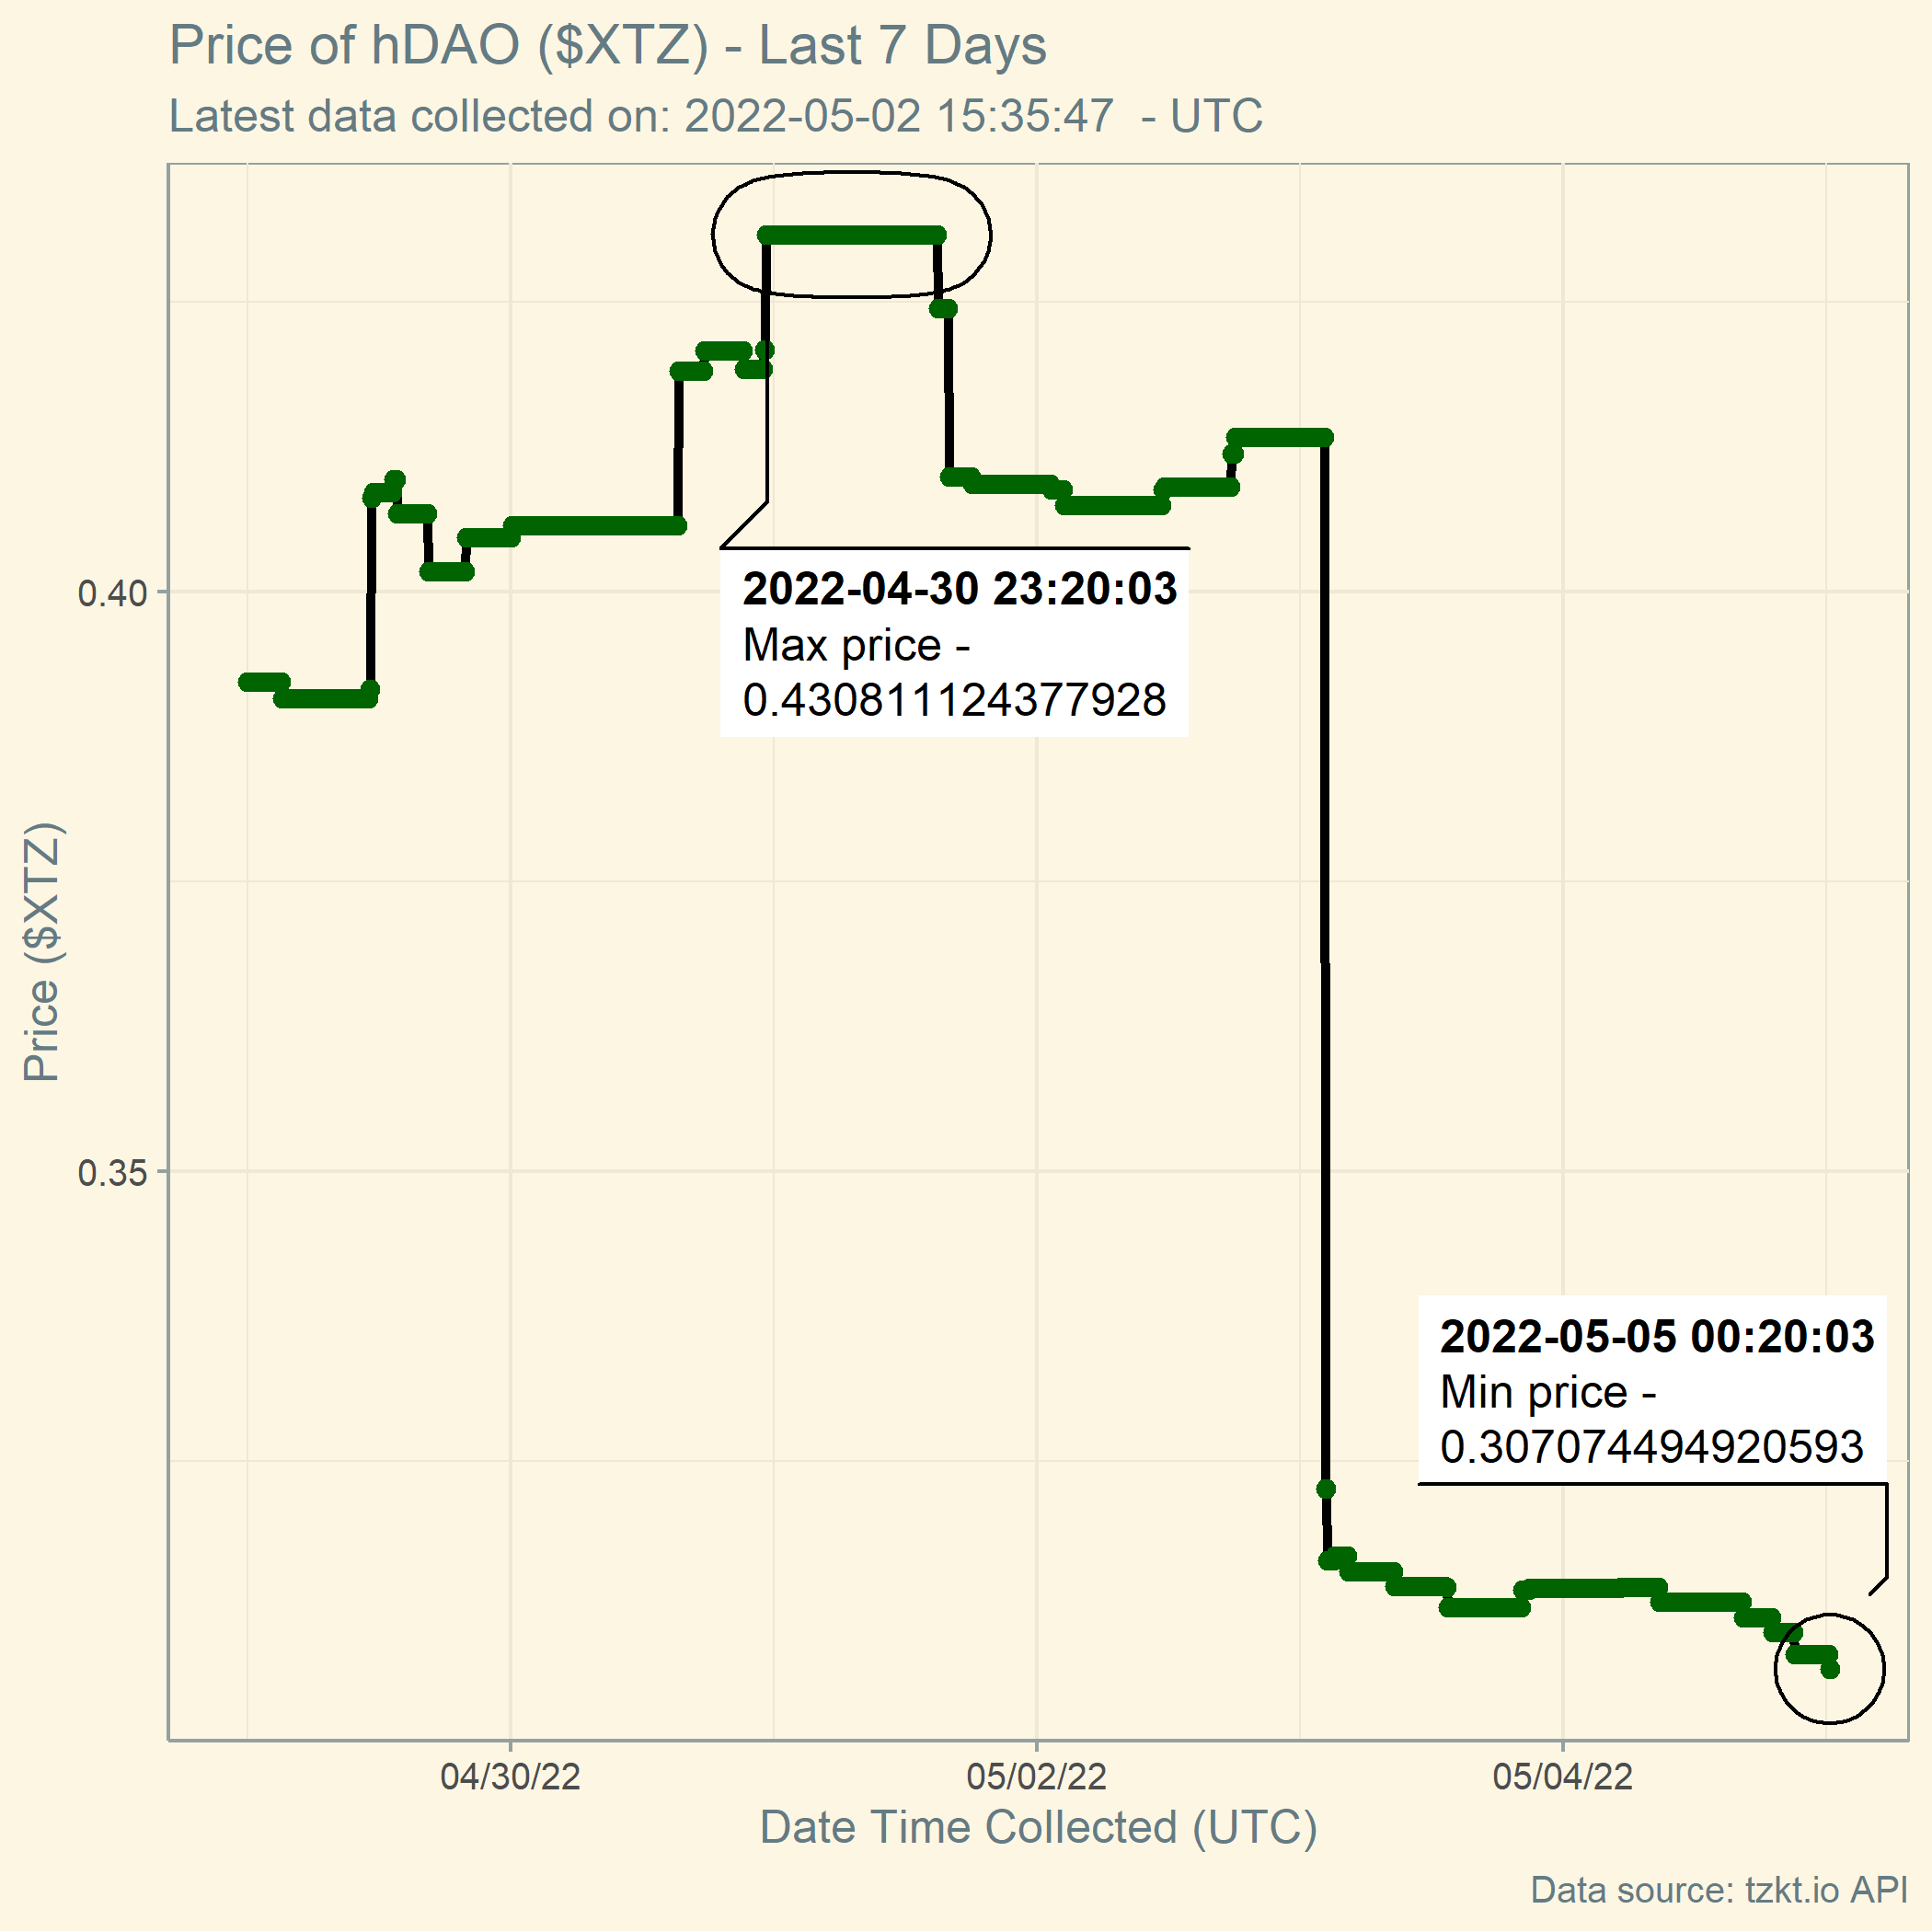 Price of hDAO ($XTZ) - Last 7 Days
Latest data collected on: 2022-05-02 15:35:47  - UTC
2022-04-30 23:20:03
Max price -
0.430811124377928
0.40
Price ($XTZ)
0.35
2022-05-05 00:20:03
Min price -
0.307074494920593
04/30/22
05/02/22
05/04/22
Date Time Collected (UTC)
Data source: tzkt.io API